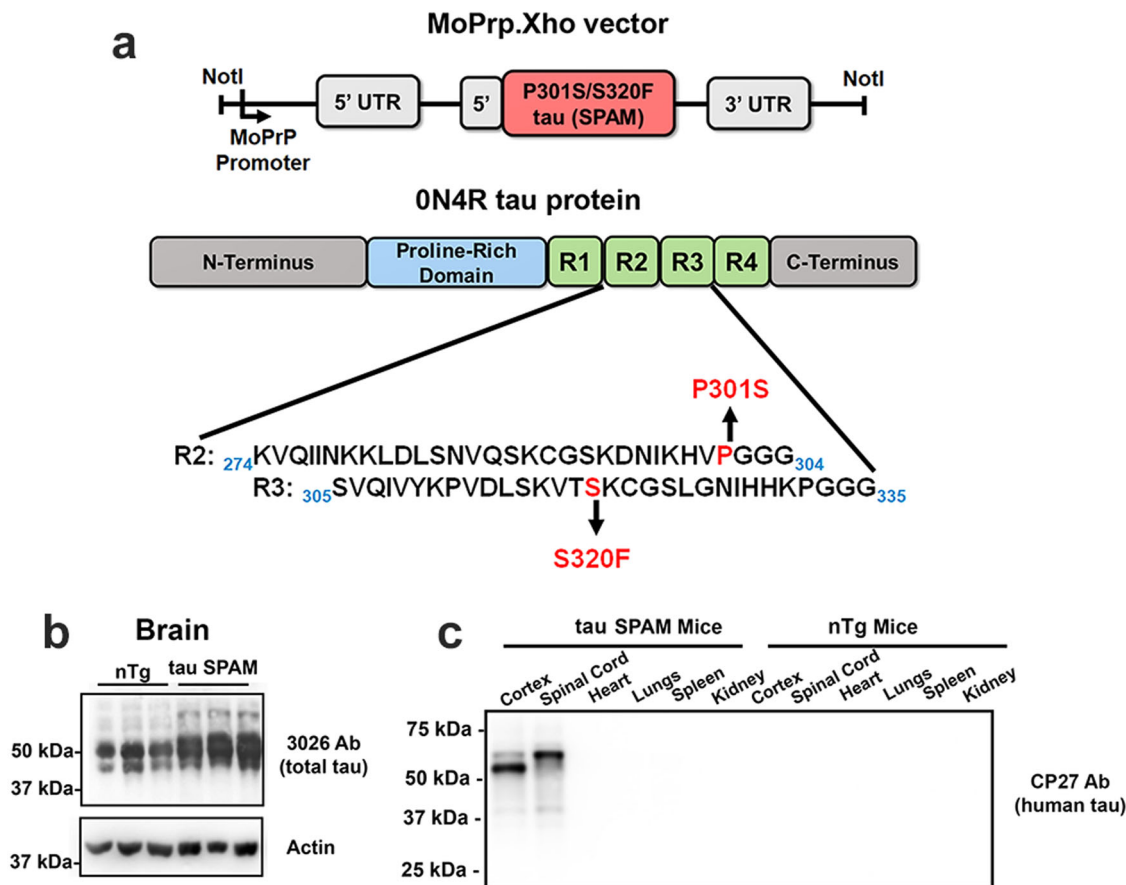 a
MoPrp.Xho vector
NotI
NotI
5' UTR
5'
P301S/S320F
tau (SPAM)
3' UTR
MoPrP
Promoter
0N4R tau protein
N-Terminus
Proline-Rich
Domain
R1
R2
R3
R4
C-Terminus
P301S
R2: 274KVQIINKKLDLSNVQSKCGSKDNIKHVPGGG304
R3: 305SVQIVYKPVDLSKVTSKCGSLGNIHHKPGGG335
S320F
b
Brain
nTg
tau SPAM
50 kDa-
37 kDa-
3026 Ab
(total tau)
37 kDa-
Actin
c
tau SPAM Mice
nTg Mice
Cortex
Spinal Cord
Heart
Lungs
Spleen
Kidney
Cortex
Spinal Cord
Heart
Lungs
Spleen
Kidney
75 kDa -
50 kDa -
37 kDa -
25 kDa -
CP27 Ab
(human tau)